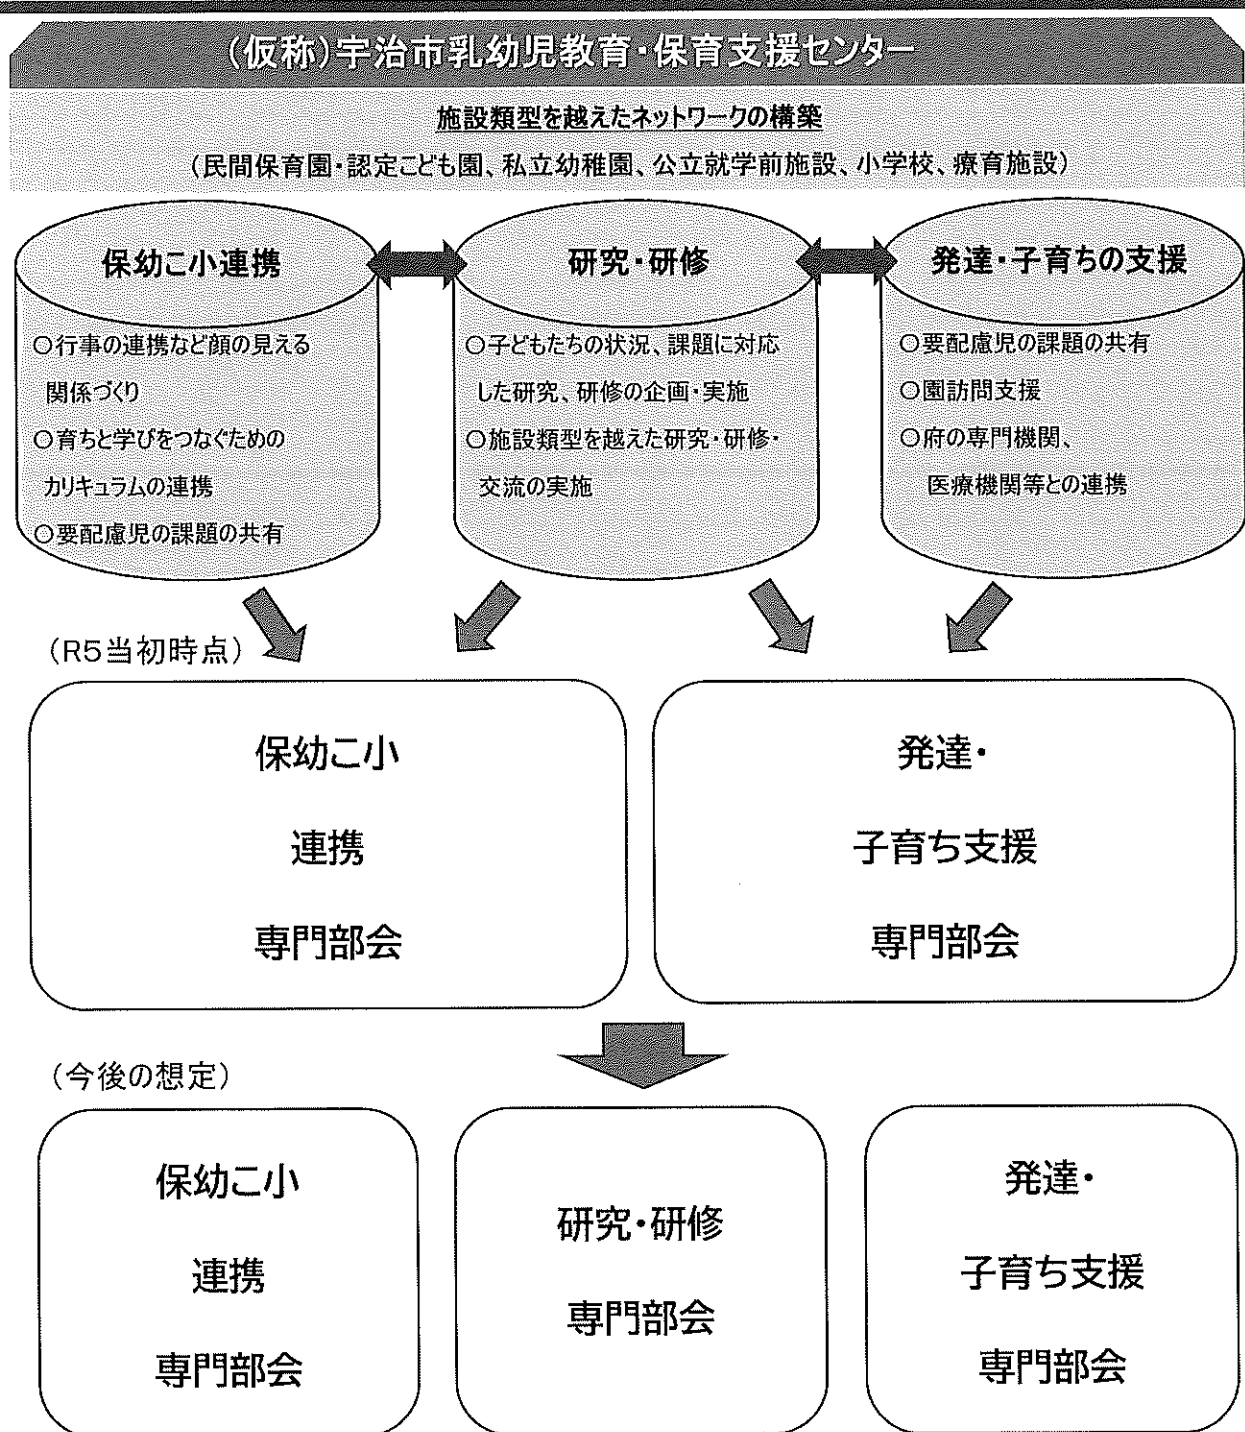 (仮称)宇治市乳幼児教育・保育支援センター
施設類型を越えたネットワークの構築
(民間保育園・認定こども園、私立幼稚園、公立就学前施設、小学校、療育施設)
保幼こ小連携
○行事の連携など顔の見える
関係づくり
○育ちと学びをつなぐための
カリキュラムの連携
○要配慮児の課題の共有
研究・研修
○子どもたちの状況、課題に対応
した研究、研修の企画・実施
○施設類型を越えた研究・研修・
交流の実施
発達・子育ちの支援
○要配慮児の課題の共有
○園訪問支援
○府の専門機関、
医療機関等との連携
(R5当初時点)
保幼こ小
連携
専門部会
発達・
子育ち支援
専門部会
(今後の想定)
保幼こ小
連携
専門部会
研究・研修
専門部会
発達・
子育ち支援
専門部会